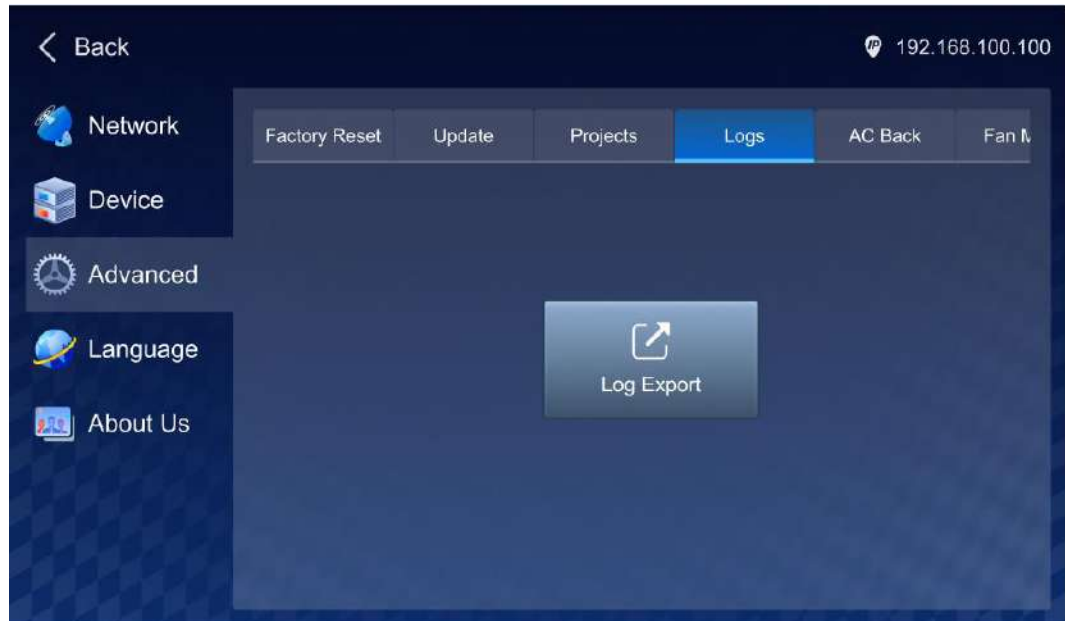 Back
192.168.100.100
Network
Factory Reset
Update
Projects
Logs
AC Back
Fan
Device
Advanced
Language
Log Export
About Us